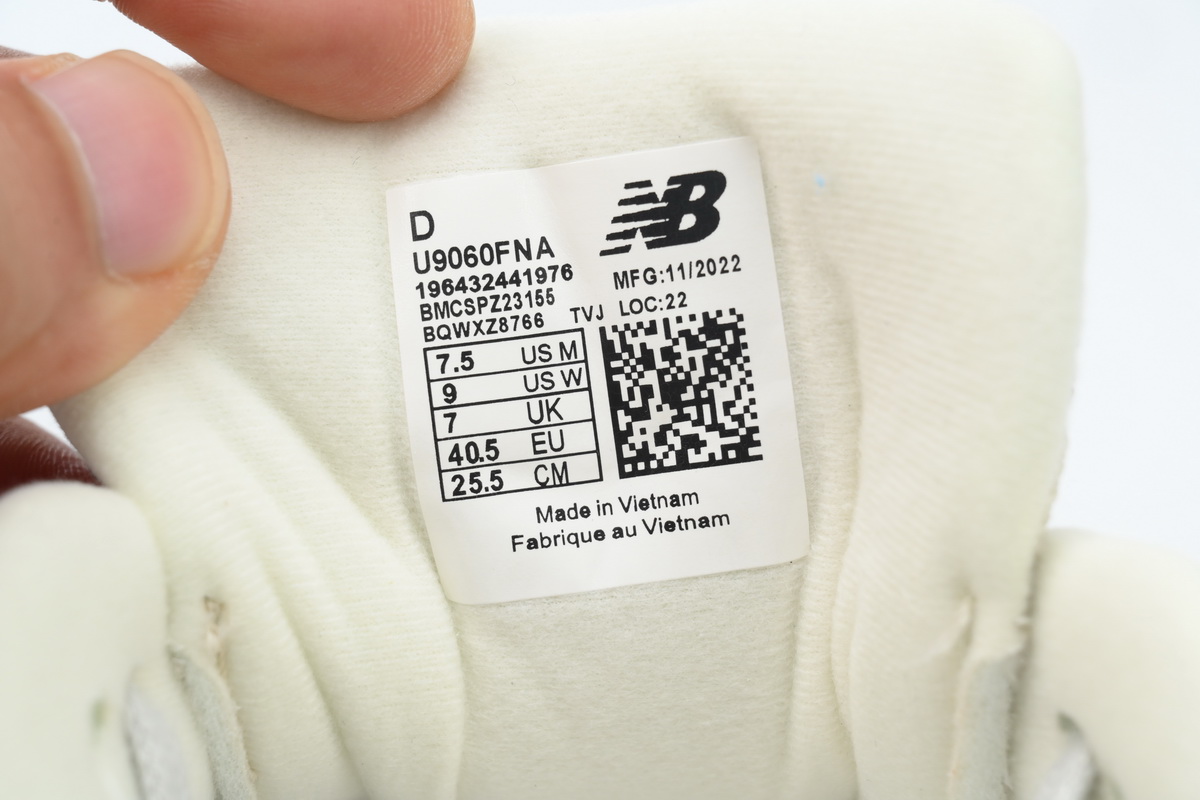 D
NB
U9060FNA
196432441976
MFG:11/2022
BMCSPZ23155
BQWXZ8766
TVJ LOC:22
7.5 US M
9 US W
7 UK
40.5 EU
25.5 CM
Made in Vietnam
Fabrique au Vietnam